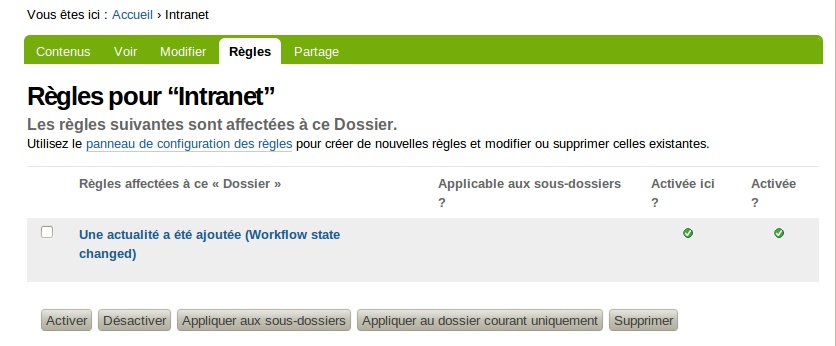 Vous êtes ici : Accueil › Intranet
Contenus Voir Modifier Règles Partage
Règles pour “Intranet”
Les règles suivantes sont affectées à ce Dossier.
Utilisez le panneau de configuration des règles pour créer de nouvelles règles et modifier ou supprimer celles existantes.
Règles affectées à ce « Dossier » Applicable aux sous-dossiers Activée ici Activée
? ? ?
Une actualité a été ajoutée (Workflow state
changed)
Activer Désactiver Appliquer aux sous-dossiers Appliquer au dossier courant uniquement Supprimer